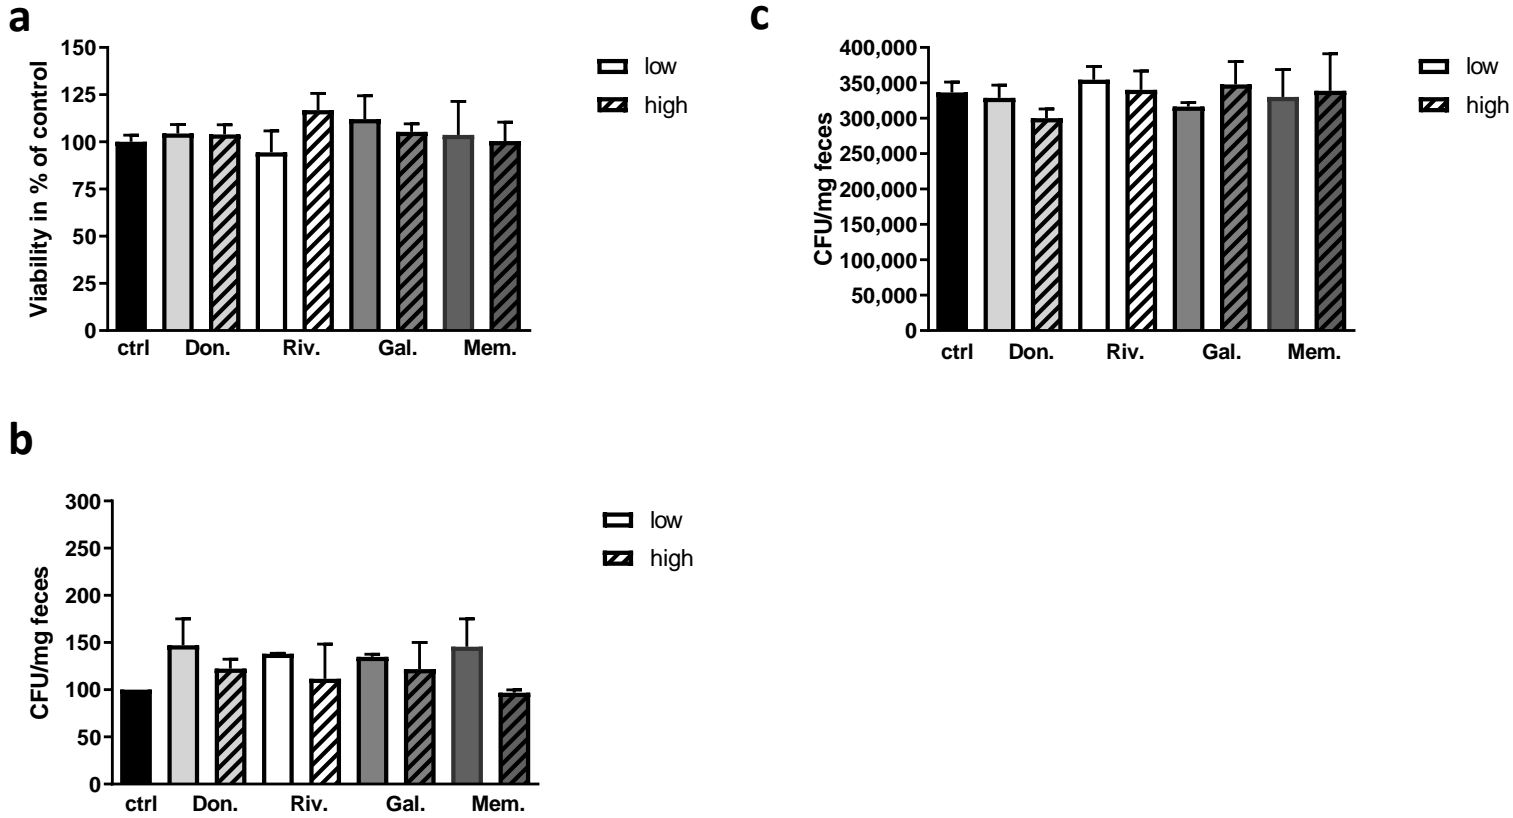 a
150
125
100
75
50
25
0
Viability in % of control
ctrl Don. Riv. Gal. Mem.
low
high
c
400,000
350,000
300,000
250,000
200,000
150,000
100,000
50,000
0
CFU/mg feces
ctrl Don. Riv. Gal. Mem.
low
high
b
300
250
200
150
100
50
0
CFU/mg feces
ctrl Don. Riv. Gal. Mem.
low
high